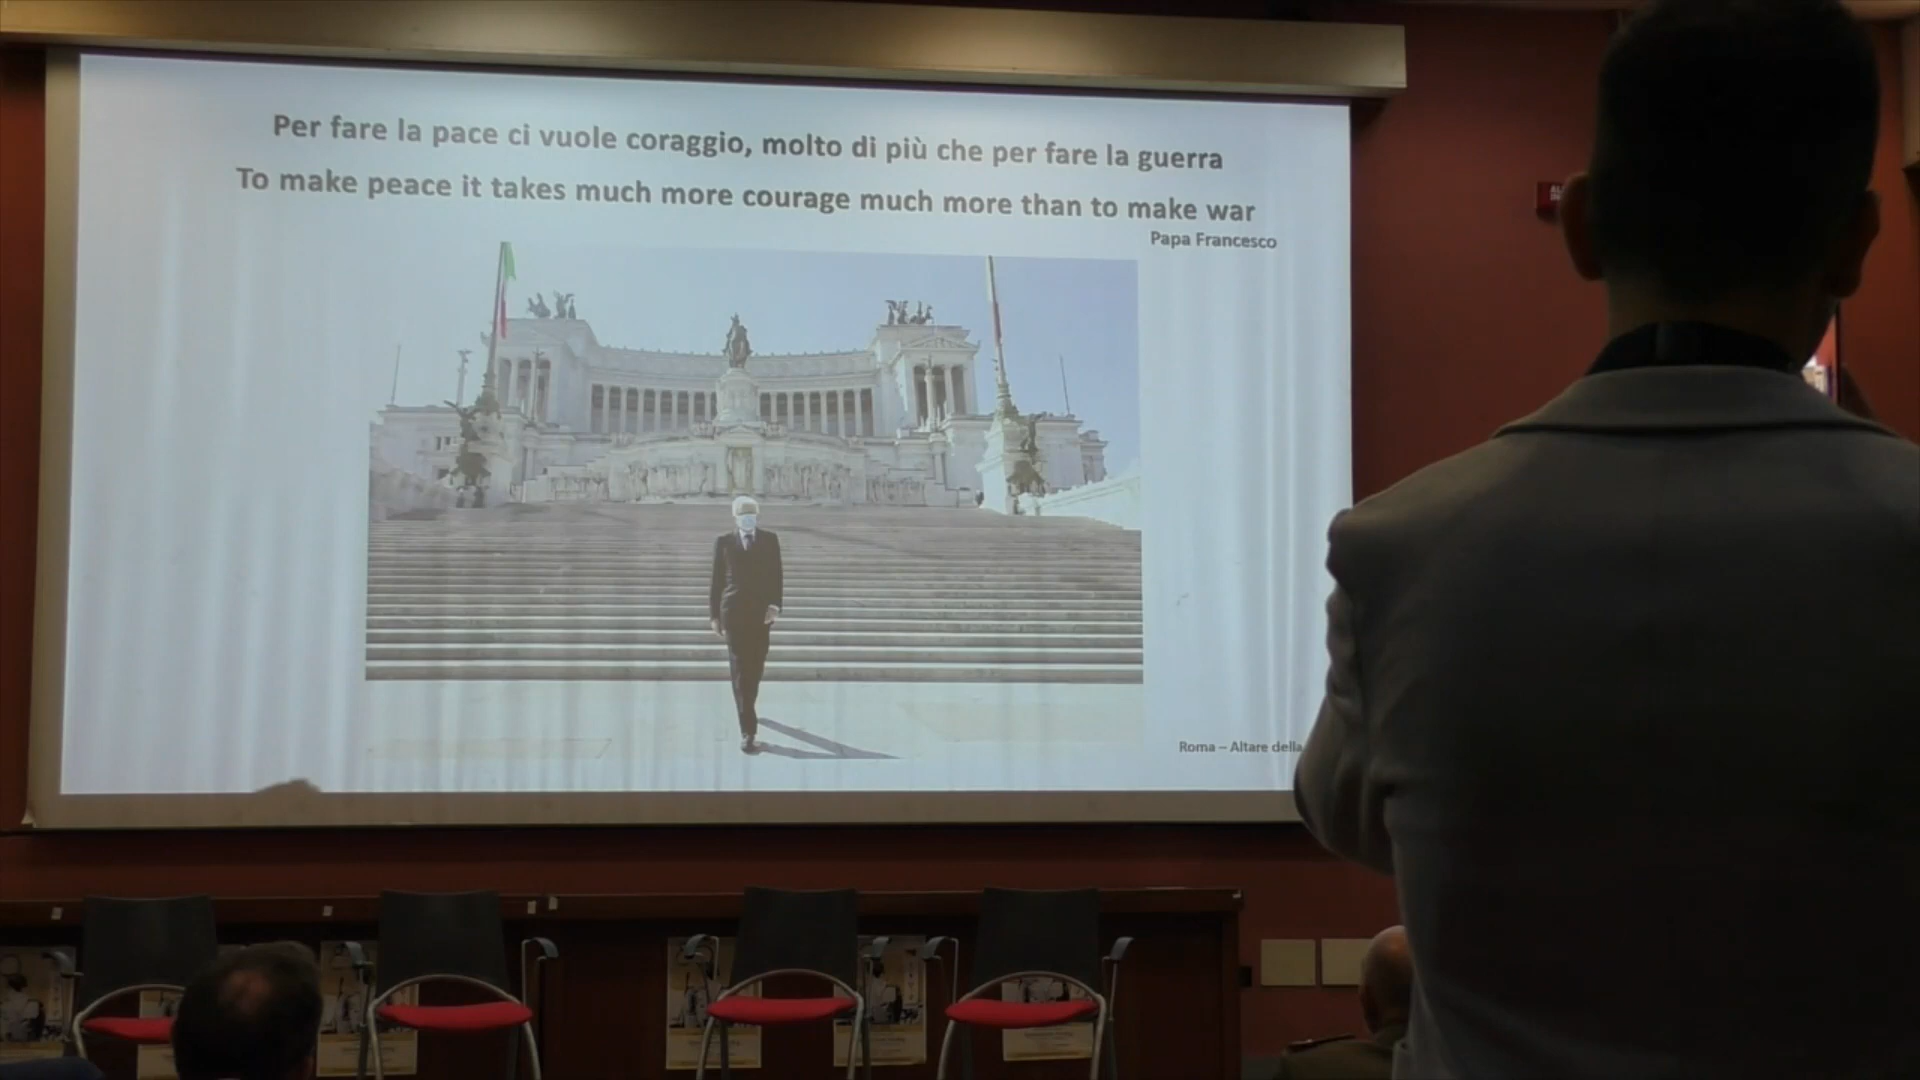 Per fare la pace ci vuole coraggio, molto di più che per fare la guerra
To make peace it takes much more courage much more than to make war
Papa Francesco
Roma – Altare della